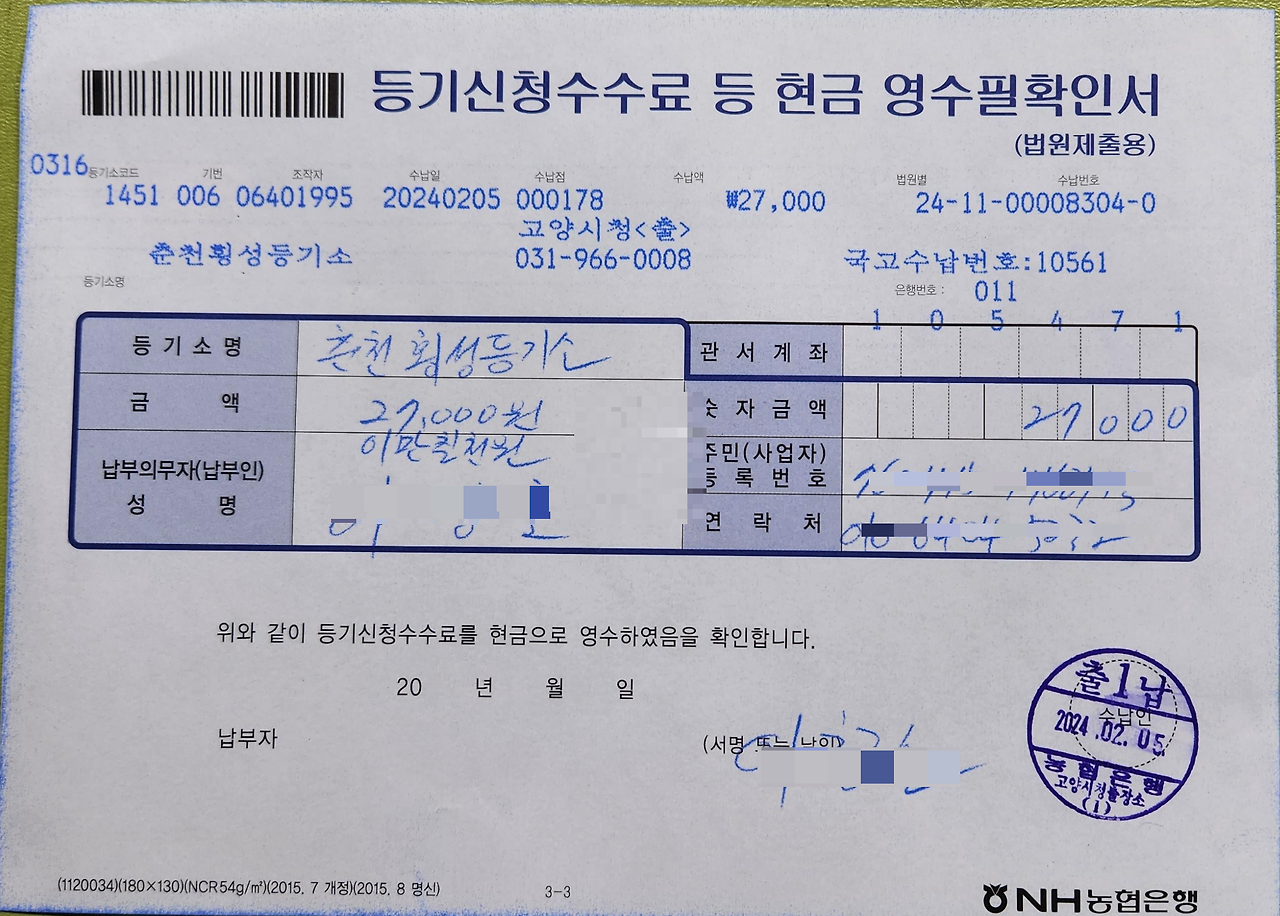 등기신청수수료 등 현금 영수필확인서
(법원제출용)
0316
등기소코드 기번 조작자 수납일 수납점 수납액 법원별 수납번호
1451 006 06401995 20240205 000178 ₩27,000 24-11-00008304-0
고양시청<출>
춘천횡성등기소 031-966-0008 국고수납번호:10561
등기소명 은행번호 : 011
1 0 5 4 7 1
등기소명 춘천횡성등기소 관서계좌
금 액 27,000원 숫자금액 27000
이만칠천원
납부의무자(납부인) 주민(사업자)
성 명 등록번호
연락처
위와 같이 등기신청수수료를 현금으로 영수하였음을 확인합니다.
20 년 월 일
납부자 (서명 또는 날인)
출1납
수납인
2024.02.05.
농협은행
고양시청출장소
(1)
(1120034)(180×130)(NCR54g/㎡)(2015. 7 개정)(2015. 8 명신) 3-3 NH농협은행